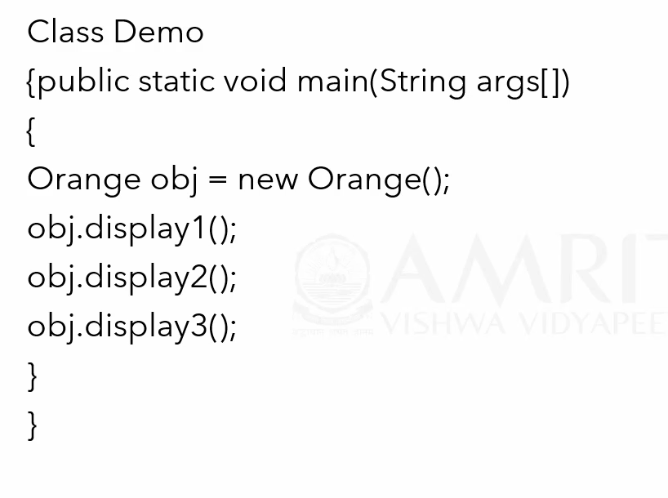 Class Demo
{public static void main(String args[])
{
Orange obj = new Orange();
obj.display1();
obj.display2();
obj.display3();
}
}
AMRIT
VISHWA VIDYAPEE